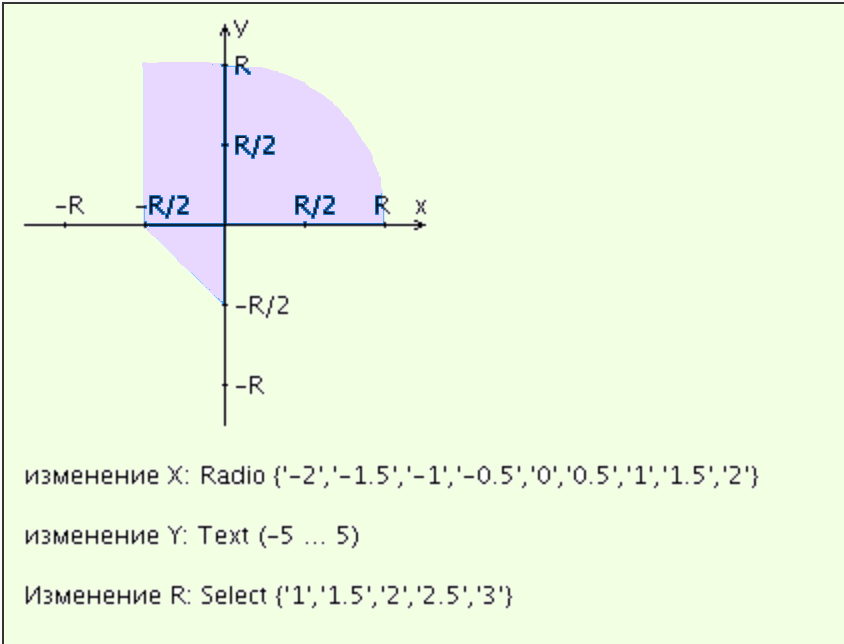 y
R
R/2
-R -R/2 R/2 R x
-R/2
-R
изменение X: Radio {'-2','-1.5','-1','-0.5','0','0.5','1','1.5','2'}
изменение Y: Text (-5 ... 5)
Изменение R: Select {'1','1.5','2','2.5','3'}